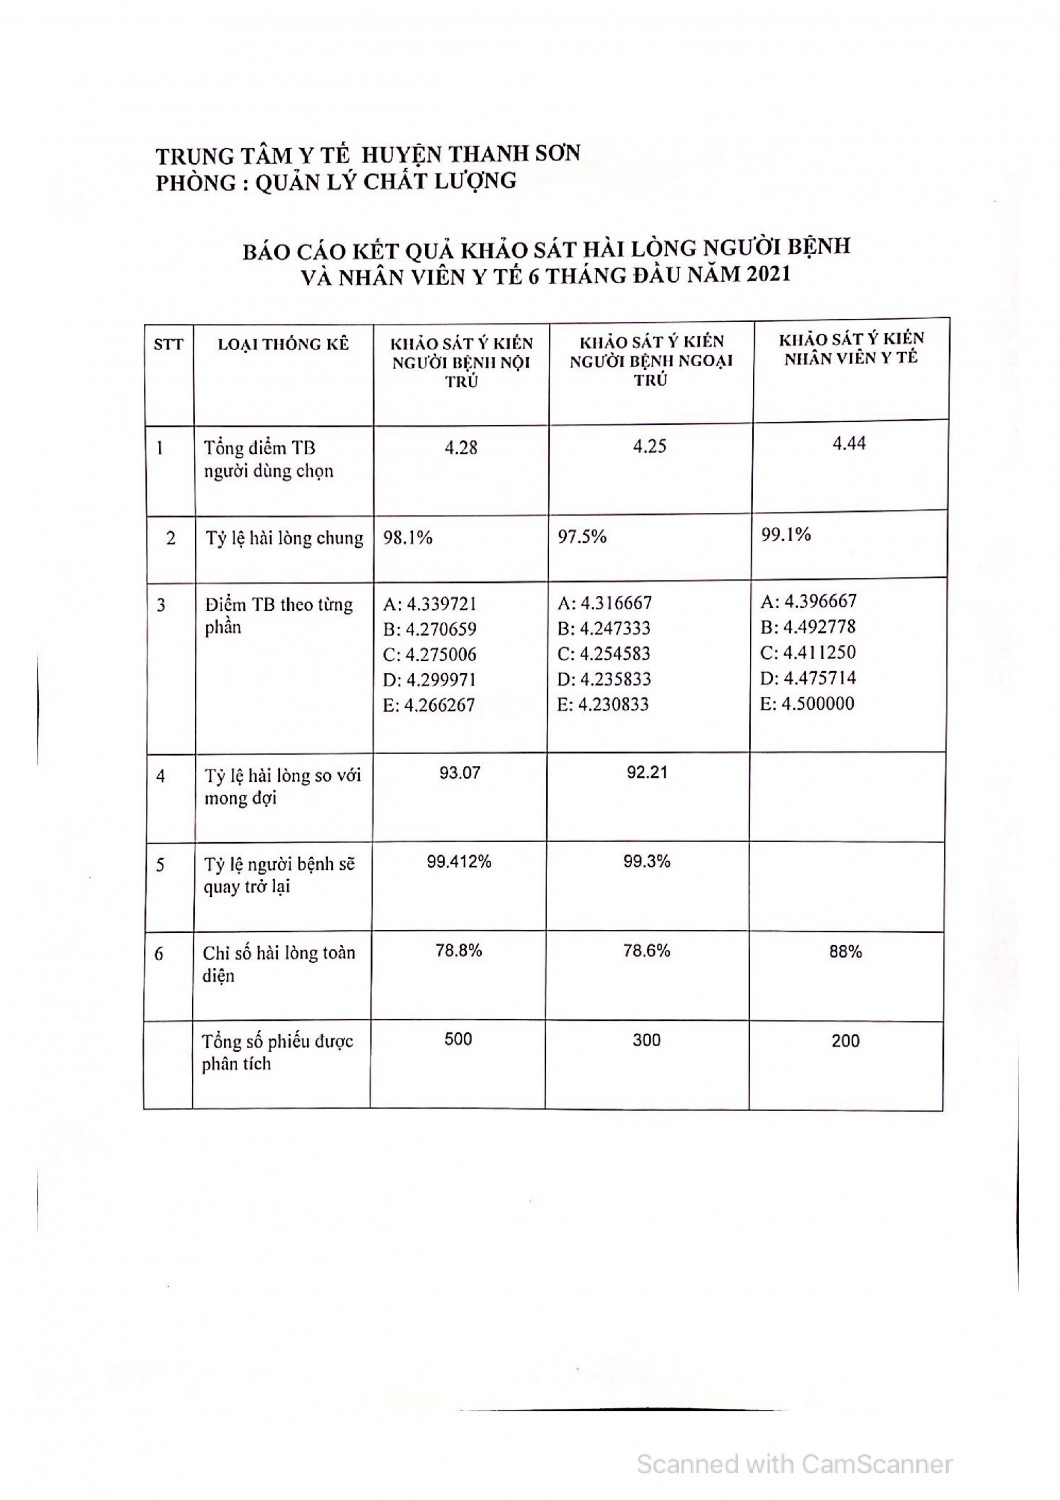 TRUNG TÂM Y TẾ HUYỆN THANH SƠN
PHÒNG : QUẢN LÝ CHẤT LƯỢNG
BÁO CÁO KẾT QUẢ KHẢO SÁT HÀI LÒNG NGƯỜI BỆNH
VÀ NHÂN VIÊN Y TẾ 6 THÁNG ĐẦU NĂM 2021
STT
LOẠI THỐNG KÊ
KHẢO SÁT Ý KIẾN
NGƯỜI BỆNH NỘI
TRÚ
KHẢO SÁT Ý KIẾN
NGƯỜI BỆNH NGOẠI
TRÚ
KHẢO SÁT Ý KIẾN
NHÂN VIÊN Y TẾ
1
Tổng điểm TB
người dùng chọn
4.28
4.25
4.44
2
Tỷ lệ hài lòng chung
98.1%
97.5%
99.1%
3
Điểm TB theo từng
phần
A: 4.339721
B: 4.270659
C: 4.275006
D: 4.299971
E: 4.266267
A: 4.316667
B: 4.247333
C: 4.254583
D: 4.235833
E: 4.230833
A: 4.396667
B: 4.492778
C: 4.411250
D: 4.475714
E: 4.500000
4
Tỷ lệ hài lòng so với
mong đợi
93.07
92.21
5
Tỷ lệ người bệnh sẽ
quay trở lại
99.412%
99.3%
6
Chỉ số hài lòng toàn
diện
78.8%
78.6%
88%
Tổng số phiếu được
phân tích
500
300
200
Scanned with CamScanner